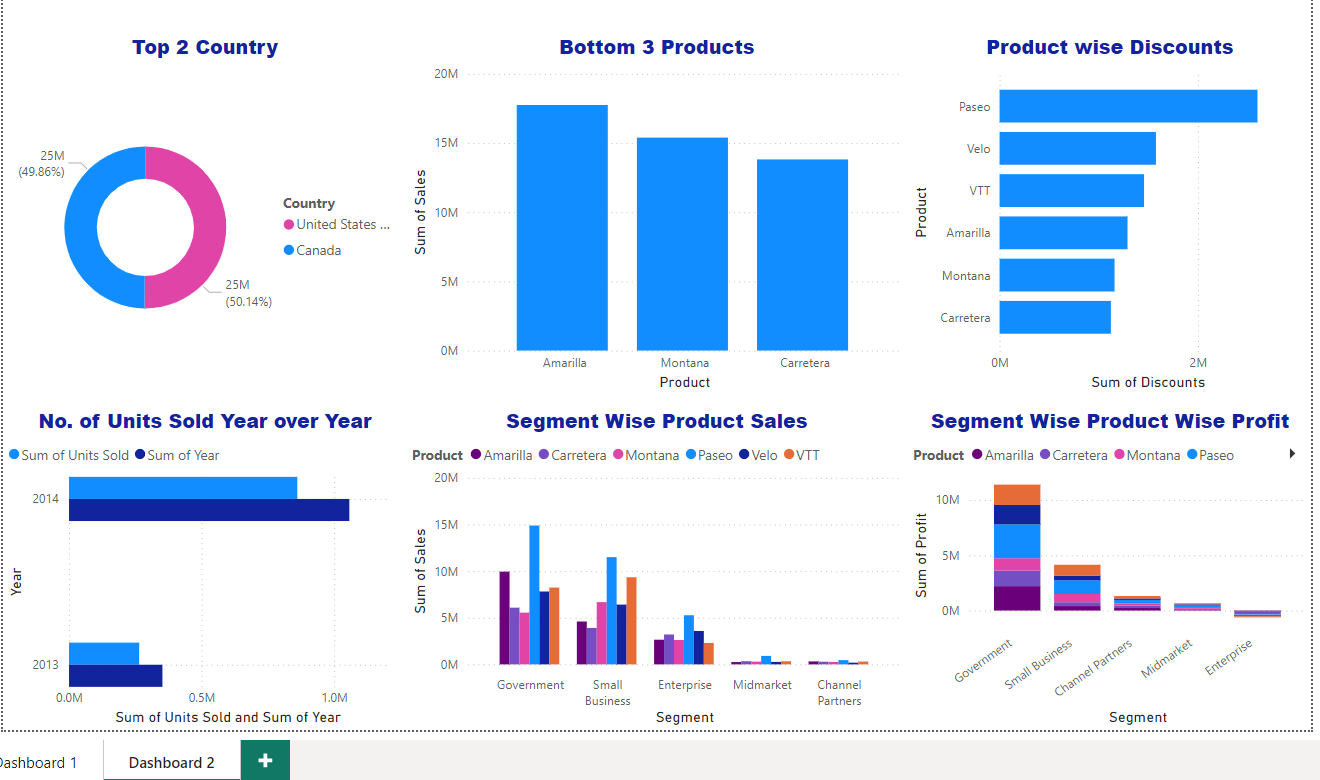 Top 2 Country
25M
(49.86%)
25M
(50.14%)
Country
United States ...
Canada
Bottom 3 Products
20M
15M
10M
5M
0M
Sum of Sales
Amarilla
Montana
Carretera
Product
Product wise Discounts
Product
Paseo
Velo
VTT
Amarilla
Montana
Carretera
0M
2M
Sum of Discounts
No. of Units Sold Year over Year
Sum of Units Sold
Sum of Year
Year
2014
2013
0.0M
0.5M
1.0M
Sum of Units Sold and Sum of Year
Segment Wise Product Sales
Product Amarilla Carretera Montana Paseo Velo VTT
20M
15M
10M
5M
0M
Sum of Sales
Government
Small
Business
Enterprise
Midmarket
Channel
Partners
Segment
Segment Wise Product Wise Profit
Product Amarilla Carretera Montana Paseo
10M
5M
0M
Sum of Profit
Government
Small Business
Channel Partners
Midmarket
Enterprise
Segment
Dashboard 1
Dashboard 2
+